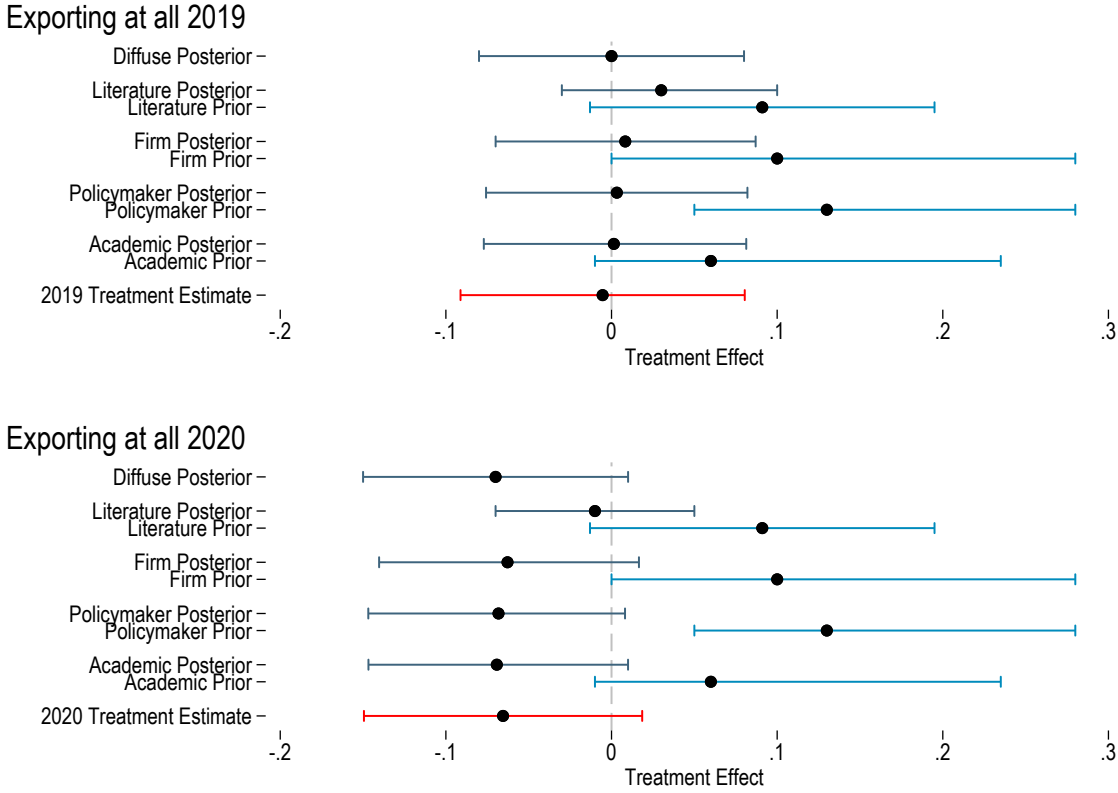 Exporting at all 2019
Diffuse Posterior
Literature Posterior
Literature Prior
Firm Posterior
Firm Prior
Policymaker Posterior
Policymaker Prior
Academic Posterior
Academic Prior
2019 Treatment Estimate
-.2 -.1 0 .1 .2 .3
Treatment Effect
Exporting at all 2020
Diffuse Posterior
Literature Posterior
Literature Prior
Firm Posterior
Firm Prior
Policymaker Posterior
Policymaker Prior
Academic Posterior
Academic Prior
2020 Treatment Estimate
-.2 -.1 0 .1 .2 .3
Treatment Effect